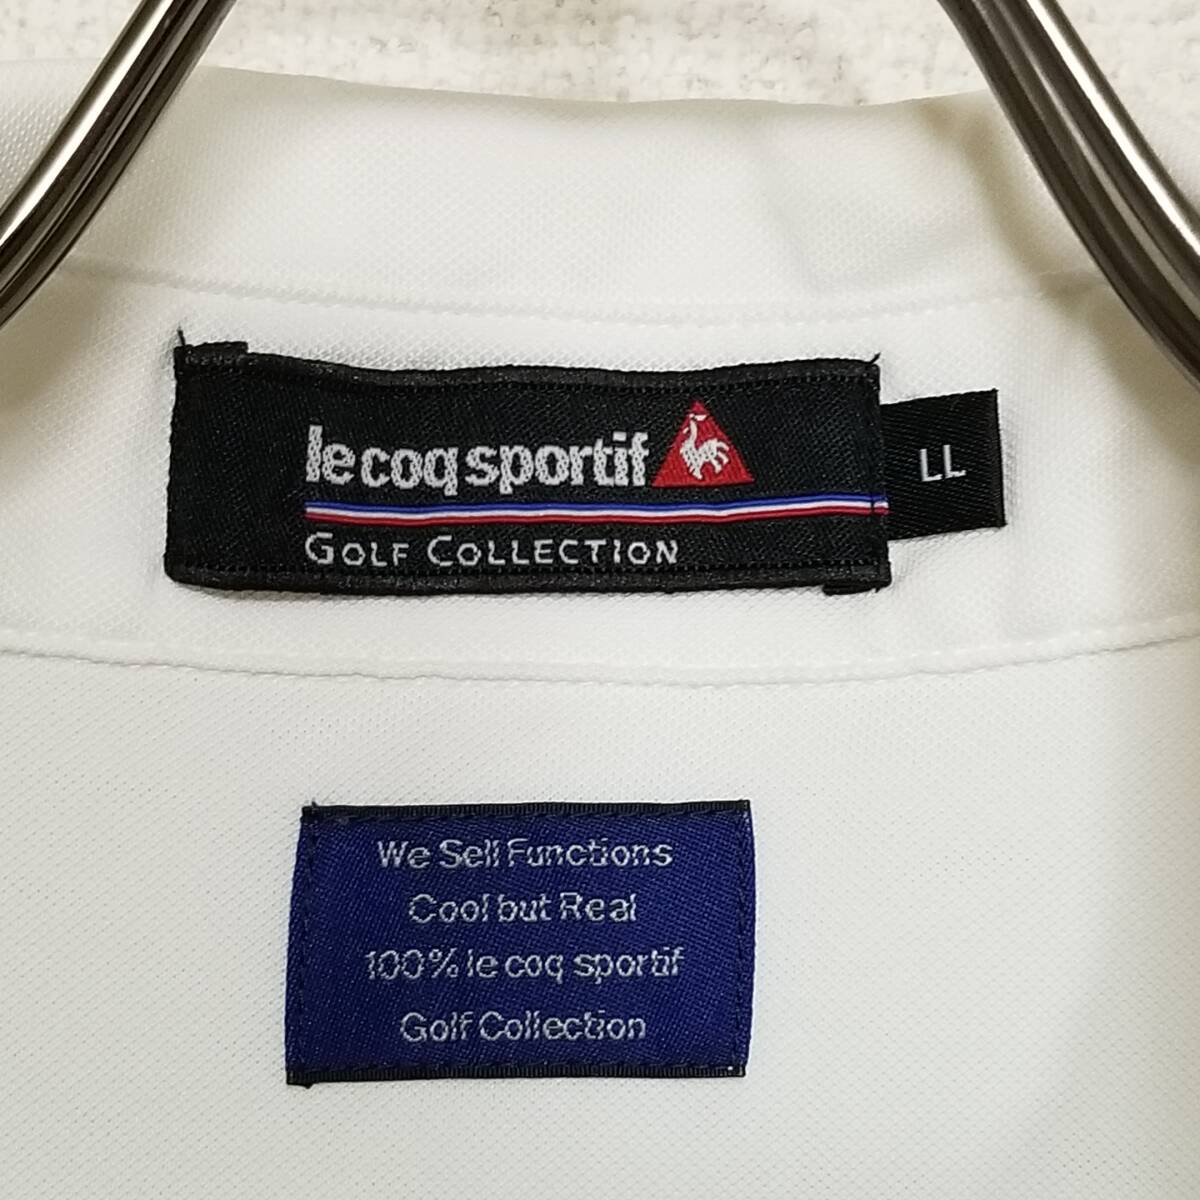 le coq sportif
GOLF COLLECTION
LL
We Sell Functions
Cool but Real
100% le coq sportif
Golf Collection